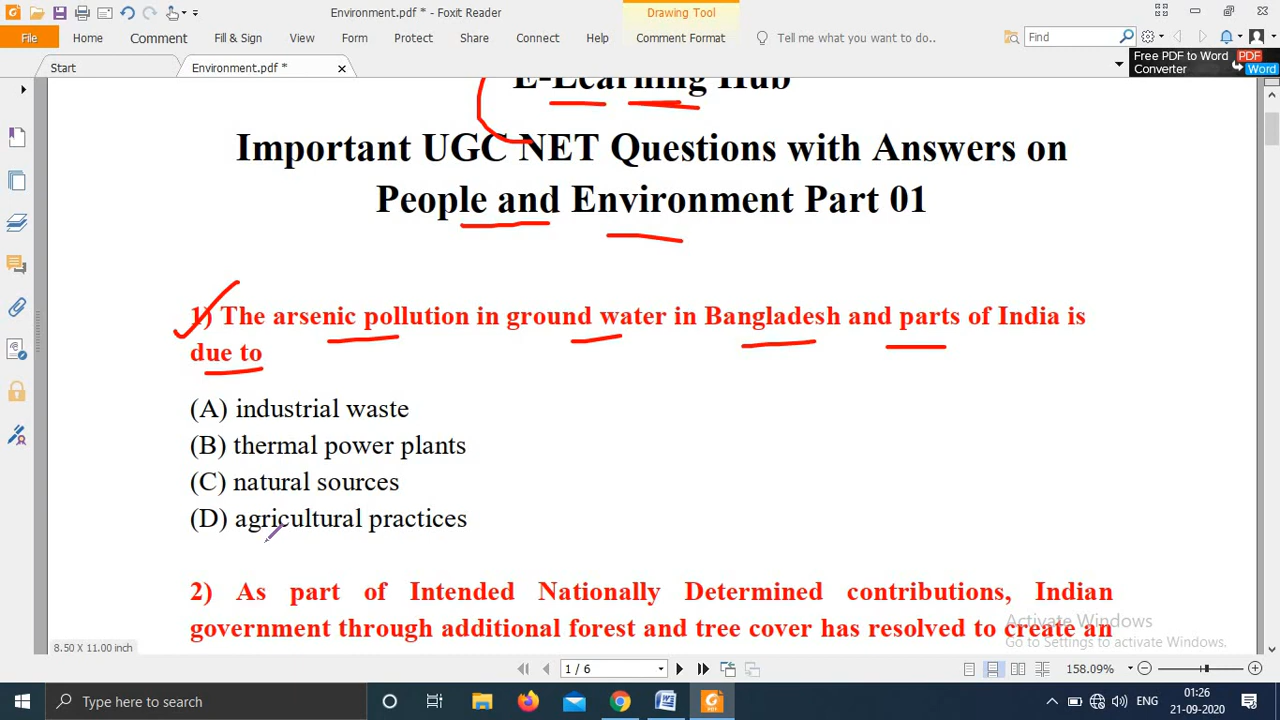 Environment.pdf * - Foxit Reader
Drawing Tool
File
Home
Comment
Fill & Sign
View
Form
Protect
Share
Connect
Help
Comment Format
Tell me what you want to do..
Find
Start
Environment.pdf *
Free PDF to Word
Converter
PDF
Word
E-Learning Hub
Important UGC NET Questions with Answers on
People and Environment Part 01
1) The arsenic pollution in ground water in Bangladesh and parts of India is
due to
(A) industrial waste
(B) thermal power plants
(C) natural sources
(D) agricultural practices
2) As part of Intended Nationally Determined contributions, Indian
government through additional forest and tree cover has resolved to create an
Activate Windows
Go to Settings to activate Windows.
8.50 X 11.00 inch
1 / 6
158.09%
Type here to search
ENG
01:26
21-09-2020